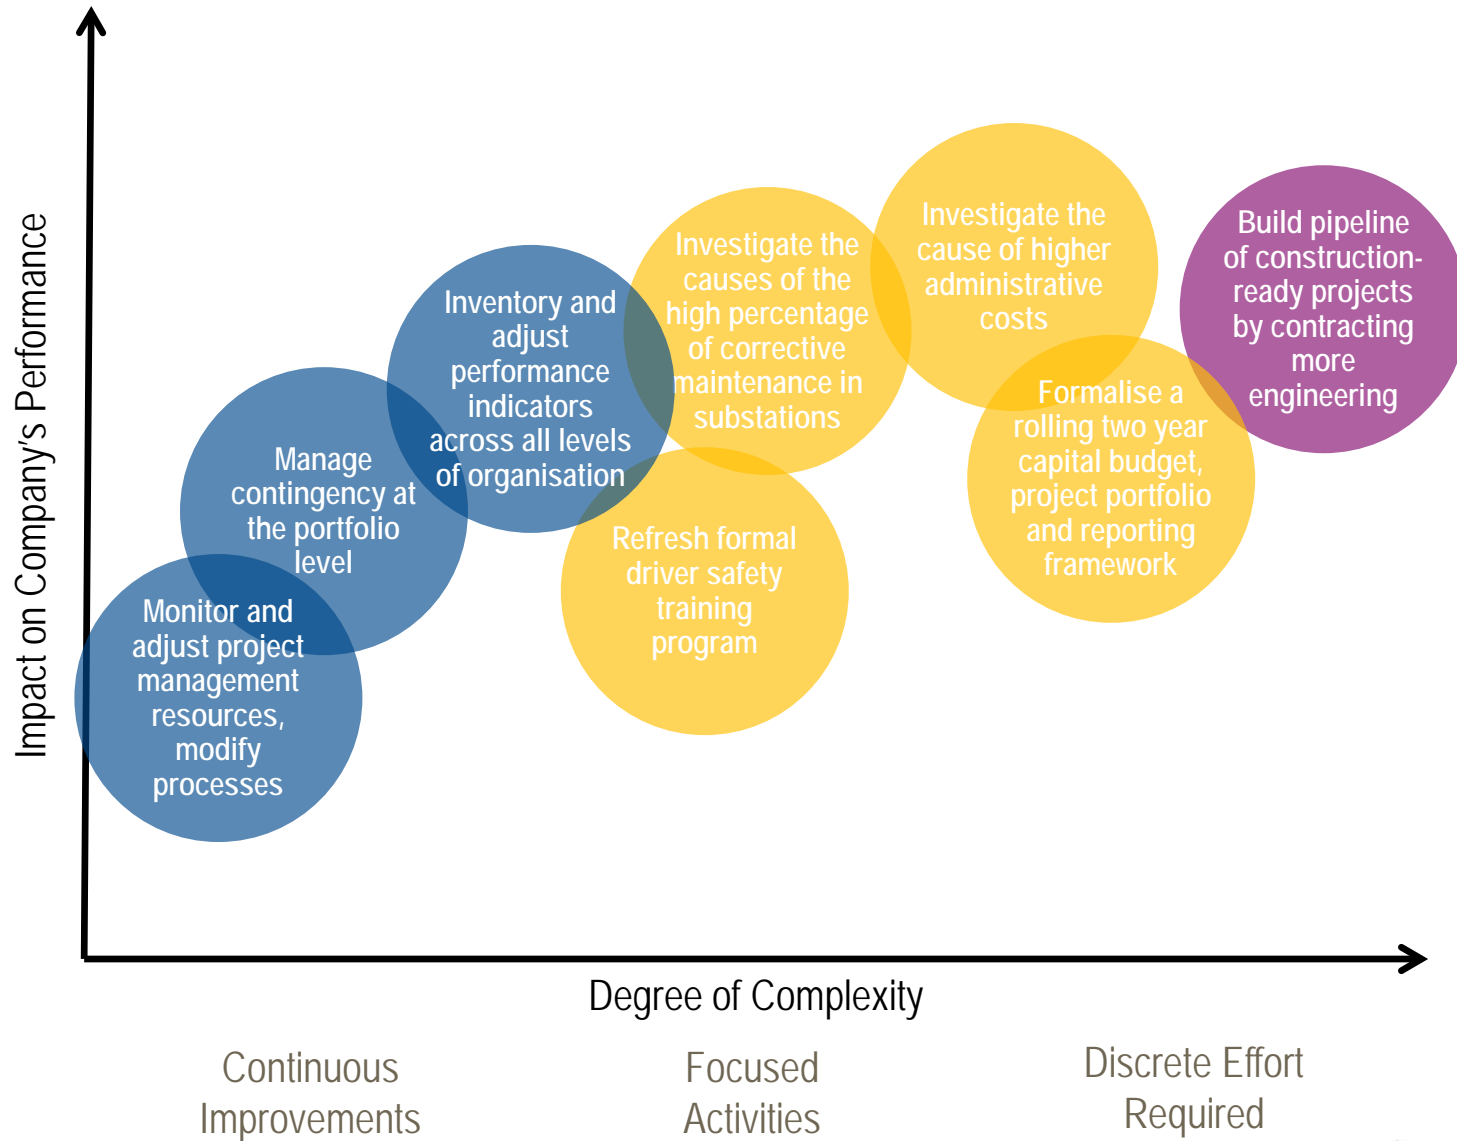 Impact on Company's Performance
Monitor and
adjust project
management
resources,
modify
processes
Manage
contingency at
the portfolio
level
Inventory and
adjust
performance
indicators
across all levels
of organisation
Investigate the
causes of the
high percentage
of corrective
maintenance in
substations
Refresh formal
driver safety
training
program
Investigate the
cause of higher
administrative
costs
Formalise a
rolling two year
capital budget,
project portfolio
and reporting
framework
Build pipeline
of construction-
ready projects
by contracting
more
engineering
Degree of Complexity
Continuous
Improvements
Focused
Activities
Discrete Effort
Required